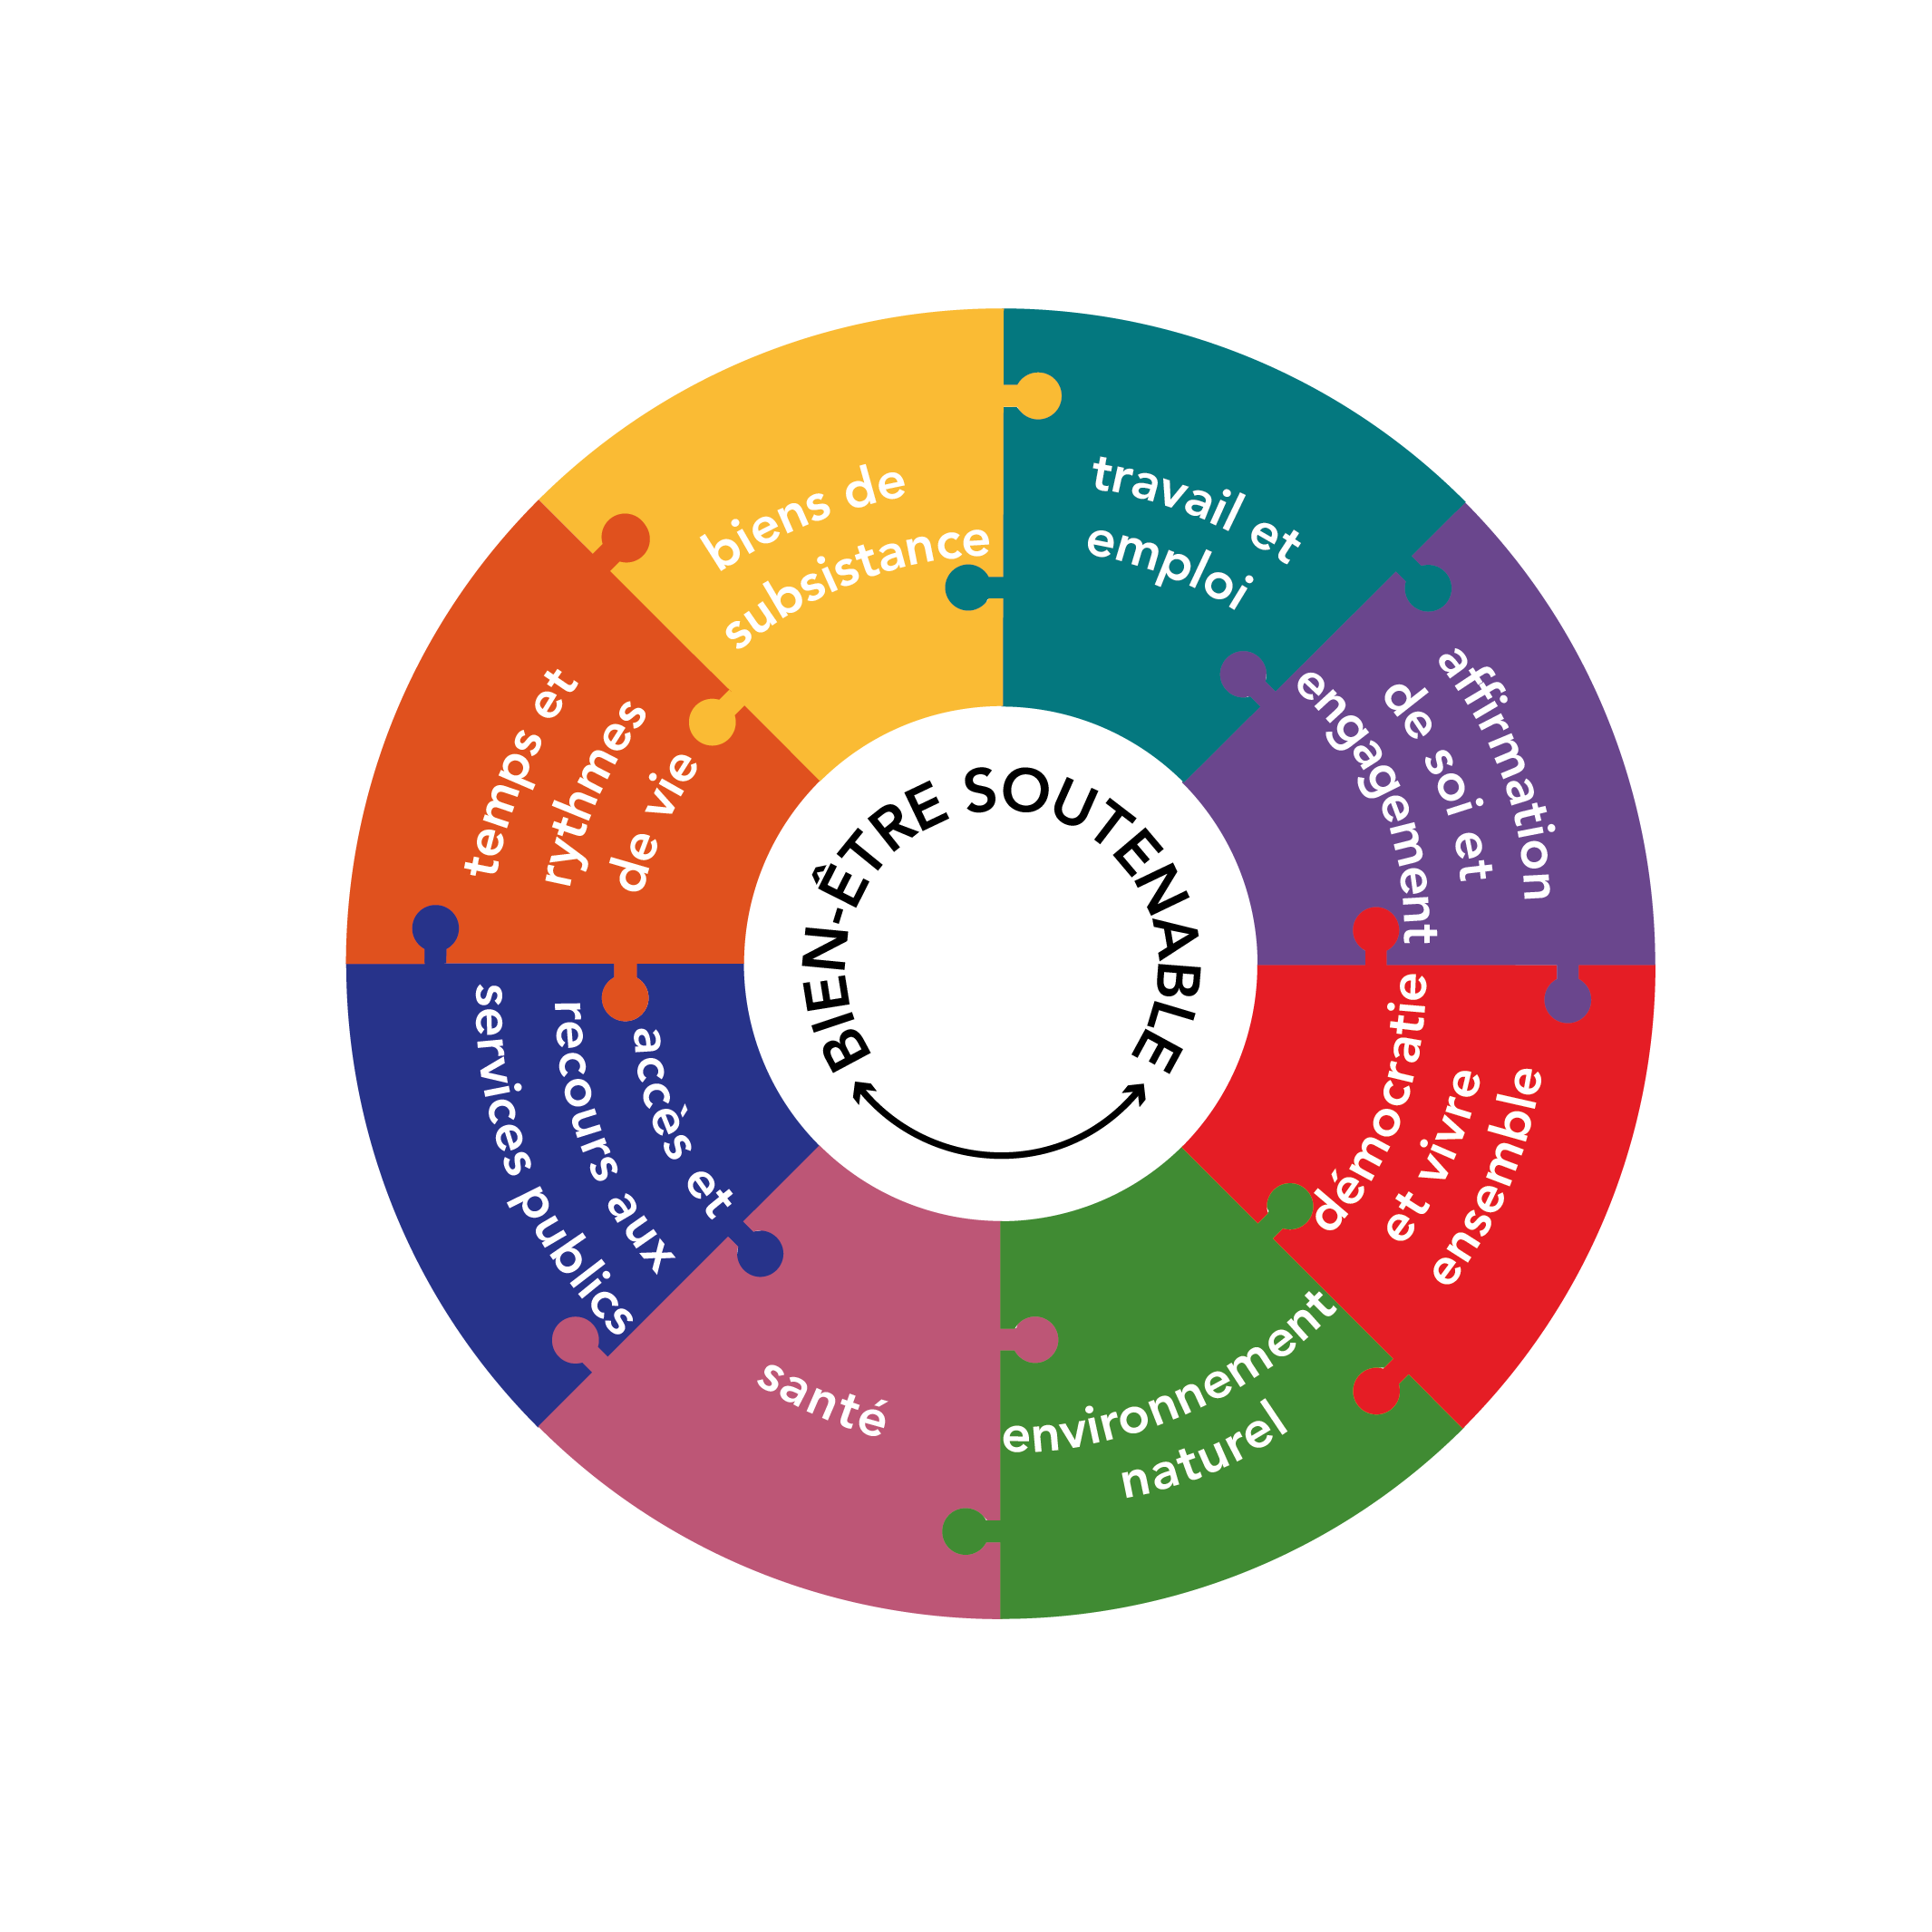 BIEN-ÊTRE SOUTENABLE
biens de
subsistance
travail et
emploi
affirmation
de soi et
engagement
démocratie
et vivre
ensemble
environnement
naturel
santé
accès et
recours aux
services publics
temps et
rythmes
de vie